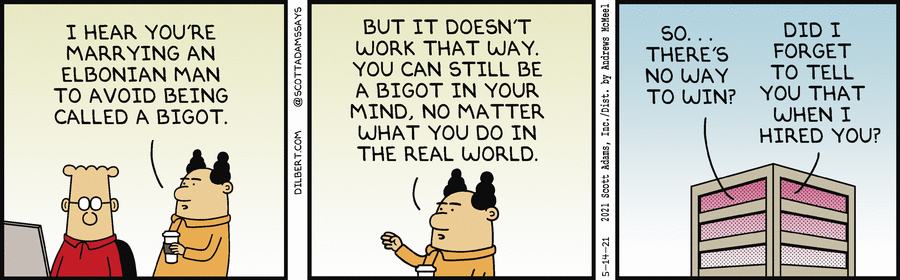 I HEAR YOU'RE
MARRYING AN
ELBONIAN MAN
TO AVOID BEING
CALLED A BIGOT.
DILBERT.COM @SCOTTADAMSSAYS
BUT IT DOESN'T
WORK THAT WAY.
YOU CAN STILL BE
A BIGOT IN YOUR
MIND, NO MATTER
WHAT YOU DO IN
THE REAL WORLD.
5-14-21 2021 Scott Adams, Inc./Dist. by Andrews McMeel
SO...
THERE'S
NO WAY
TO WIN?
DID I
FORGET
TO TELL
YOU THAT
WHEN I
HIRED YOU?